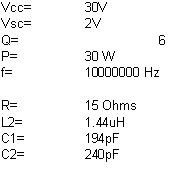 Vcc= 30V
Vsc= 2V
Q= 6
P= 30 W
f= 10000000 Hz
R= 15 Ohms
L2= 1.44uH
C1= 194pF
C2= 240pF